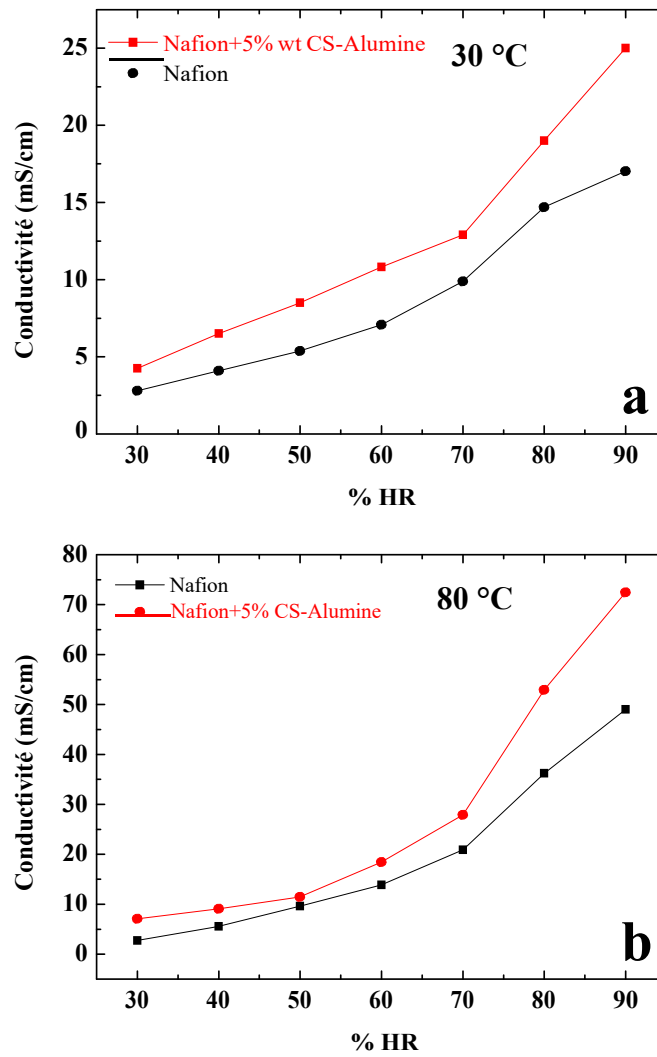 Nafion+5% wt CS-Alumine
Nafion
30 °C
25
20
15
10
5
0
Conductivité (mS/cm)
a
30 40 50 60 70 80 90
% HR
Nafion
Nafion+5% CS-Alumine
80 °C
80
70
60
50
40
30
20
10
0
Conductivité (mS/cm)
b
30 40 50 60 70 80 90
% HR